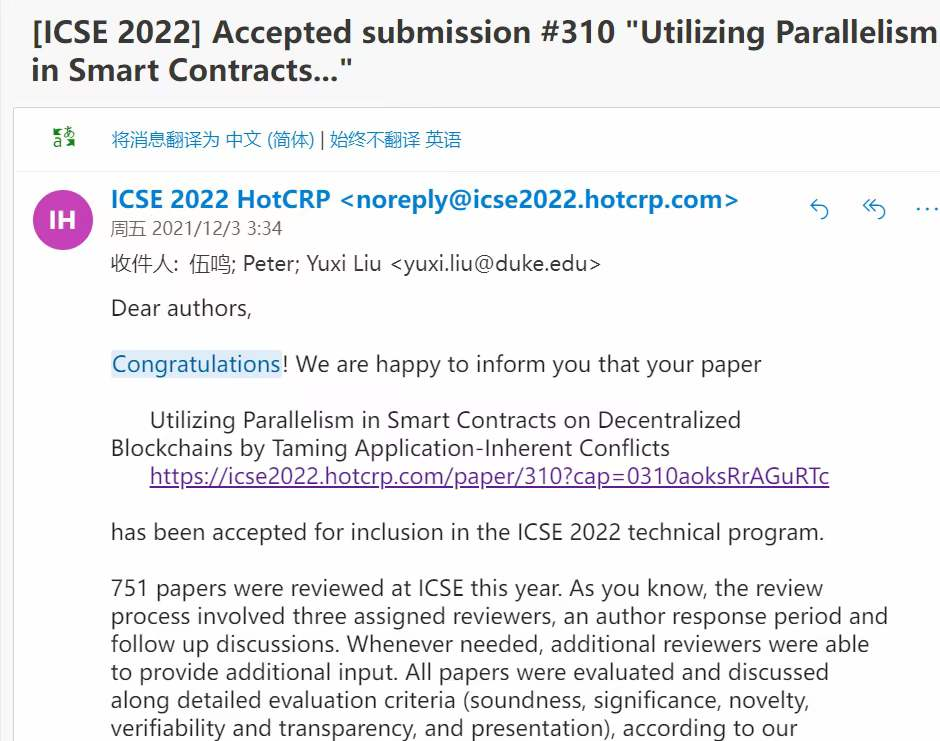 [ICSE 2022] Accepted submission #310 "Utilizing Parallelism
in Smart Contracts..."
将消息翻译为 中文 (简体) | 始终不翻译 英语
IH
ICSE 2022 HotCRP <noreply@icse2022.hotcrp.com>
周五 2021/12/3 3:34
收件人: 伍鸣; Peter; Yuxi Liu <yuxi.liu@duke.edu>
Dear authors,
Congratulations! We are happy to inform you that your paper
Utilizing Parallelism in Smart Contracts on Decentralized
Blockchains by Taming Application-Inherent Conflicts
https://icse2022.hotcrp.com/paper/310?cap=0310aoksRrAGuRTc
has been accepted for inclusion in the ICSE 2022 technical program.
751 papers were reviewed at ICSE this year. As you know, the review
process involved three assigned reviewers, an author response period and
follow up discussions. Whenever needed, additional reviewers were able
to provide additional input. All papers were evaluated and discussed
along detailed evaluation criteria (soundness, significance, novelty,
verifiability and transparency, and presentation), according to our